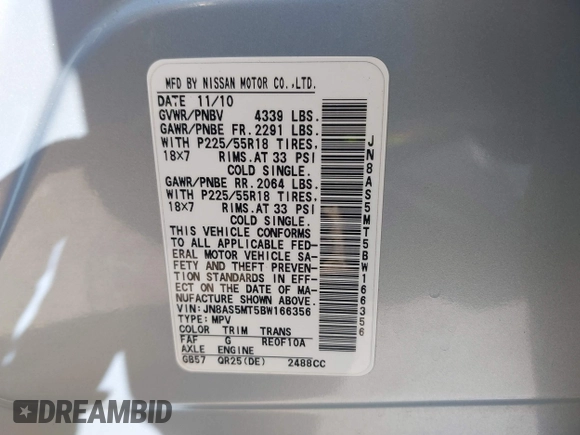 MFD BY NISSAN MOTOR CO.,LTD.
DATE 11/10
GVWR/PNBV 4339 LBS.
GAWR/PNBE FR. 2291 LBS.
WITH P225/55R18 TIRES,
18X7 RIMS.AT 33 PSI
COLD SINGLE.
GAWR/PNBE RR. 2064 LBS.
WITH P225/55R18 TIRES,
18X7 RIMS.AT 33 PSI
COLD SINGLE.
THIS VEHICLE CONFORMS
TO ALL APPLICABLE FED-
ERAL MOTOR VEHICLE SA-
FETY AND THEFT PREVEN-
TION STANDARDS IN EFF-
ECT ON THE DATE OF MA-
NUFACTURE SHOWN ABOVE.
VIN: JN8AS5MT5BW166356
TYPE: MPV
COLOR TRIM TRANS
FAF G RE0F10A
AXLE ENGINE
GB57 QR25(DE) 2488CC
JN8AS5MT5BW166356
DREAMBID